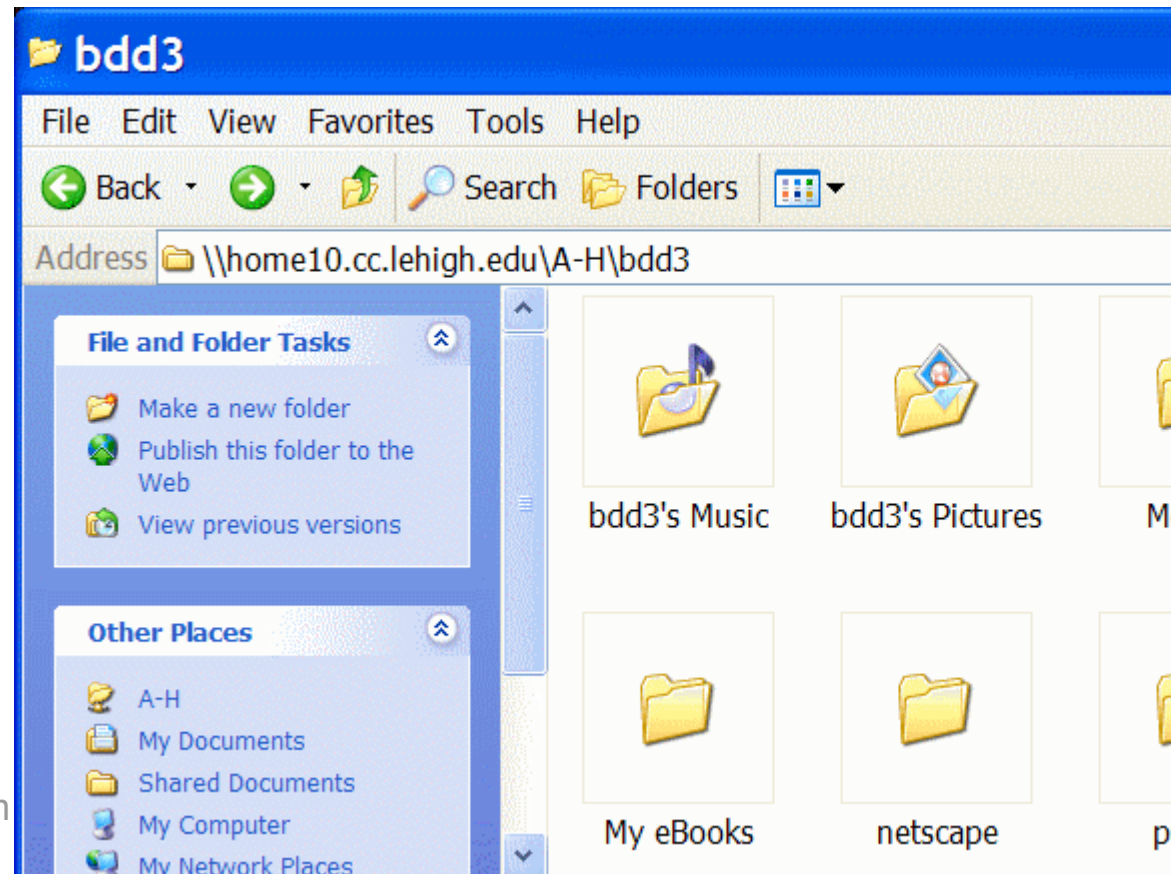 bdd3
File Edit View Favorites Tools Help
Back Search Folders
Address \\home10.cc.lehigh.edu\A-H\bdd3
File and Folder Tasks
Make a new folder
Publish this folder to the
Web
View previous versions
Other Places
A-H
My Documents
Shared Documents
My Computer
My Network Places
bdd3's Music bdd3's Pictures
My eBooks netscape